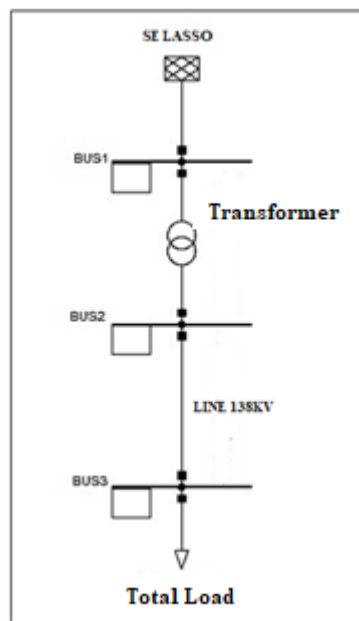 SE LASSO
BUS1
Transformer
BUS2
LINE 138KV
BUS3
Total Load